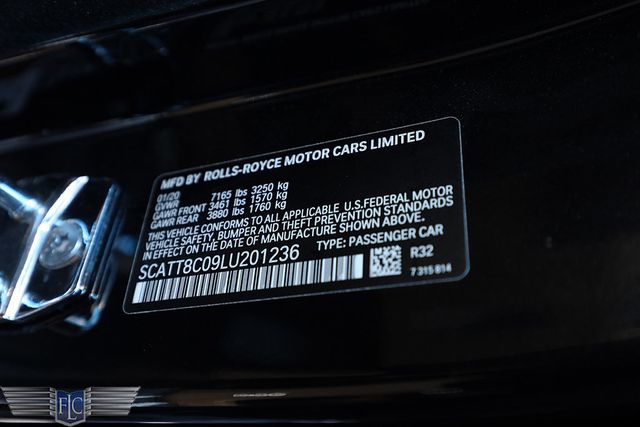 MFD BY ROLLS-ROYCE MOTOR CARS LIMITED
01/20 7165 lbs 3250 kg
GVWR 3461 lbs 1570 kg
GAWR FRONT 3880 lbs 1760 kg
GAWR REAR
THIS VEHICLE CONFORMS TO ALL APPLICABLE U.S.FEDERAL MOTOR
VEHICLE SAFETY, BUMPER AND THEFT PREVENTION STANDARDS
IN EFFECT ON THE DATE OF MANUFACTURE SHOWN ABOVE.
SCATT8C09LU201236 TYPE: PASSENGER CAR
R32
7 315 814
FLC